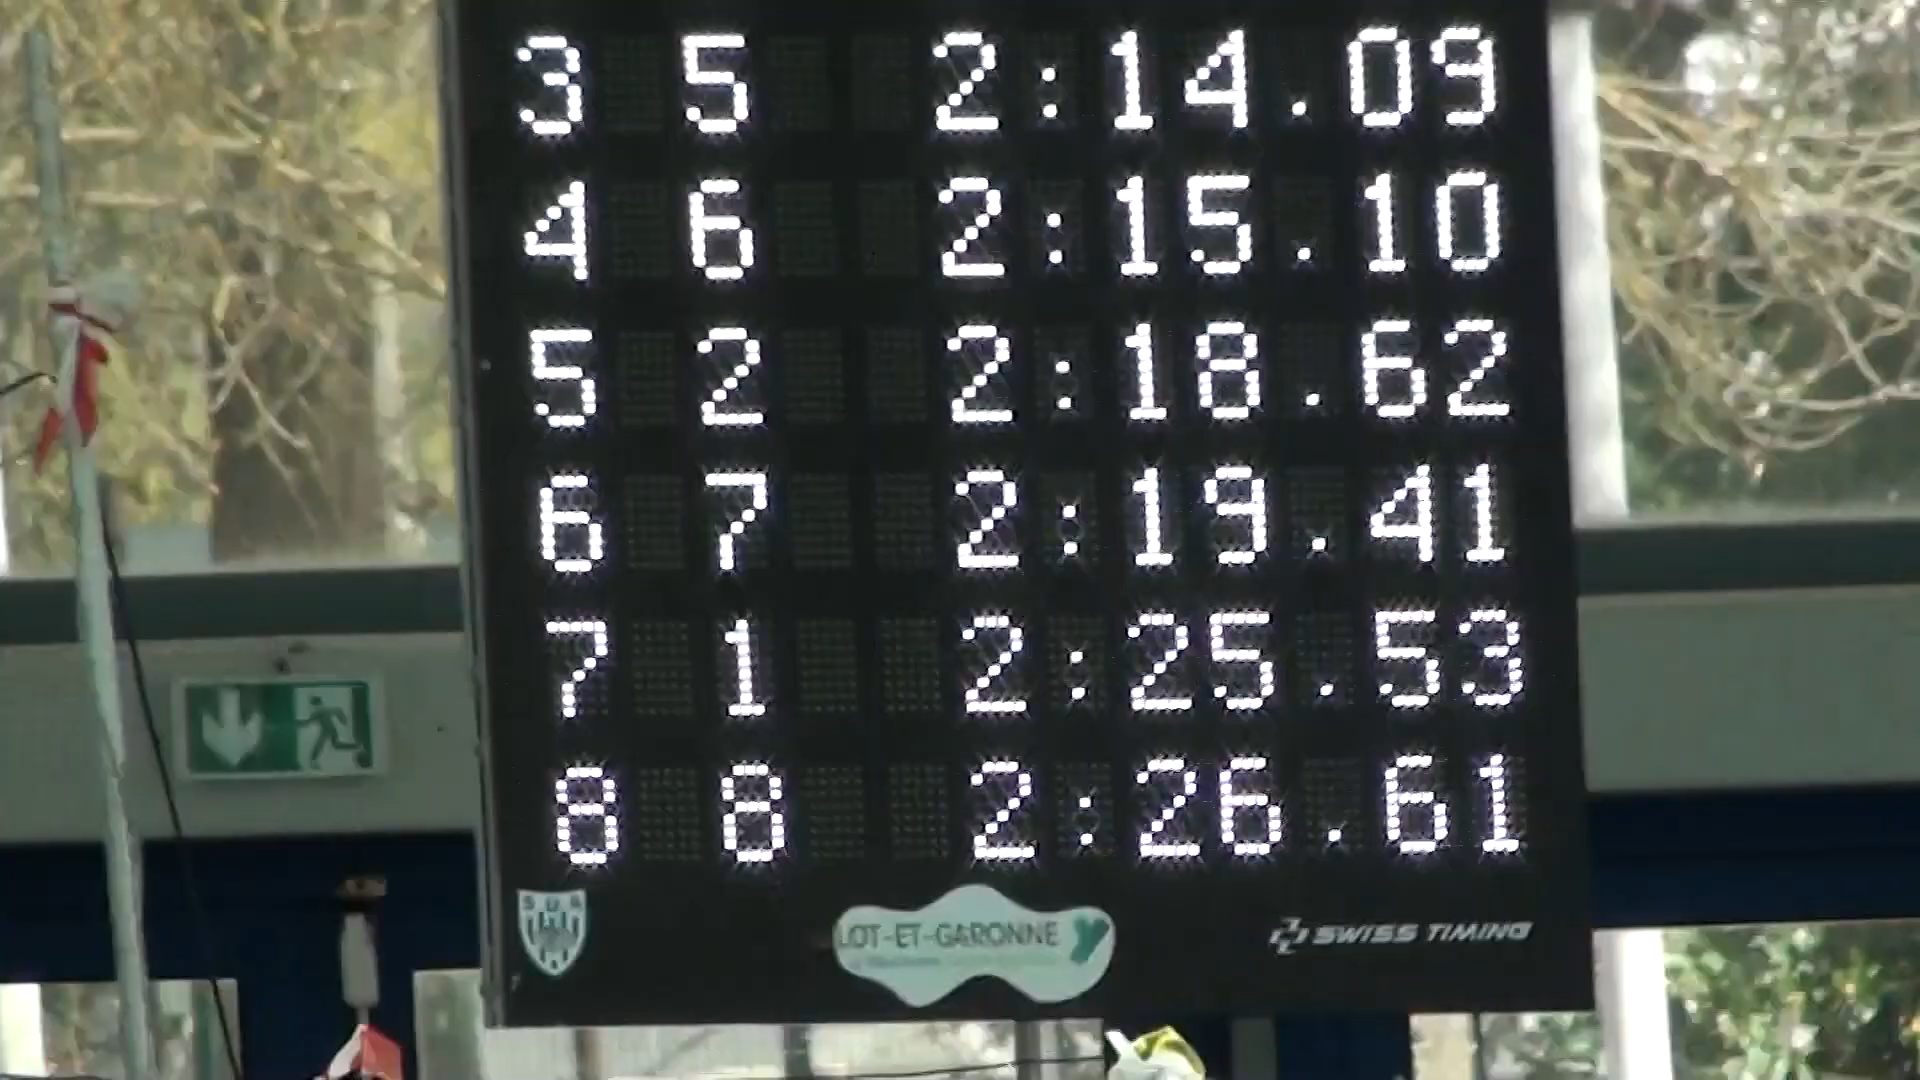 3 5 2:14.09
4 6 2:15.10
5 2 2:18.62
6 7 2:19.41
7 1 2:25.53
8 8 2:26.61
SUA
LOT-ET-GARONNE
SWISS TIMING